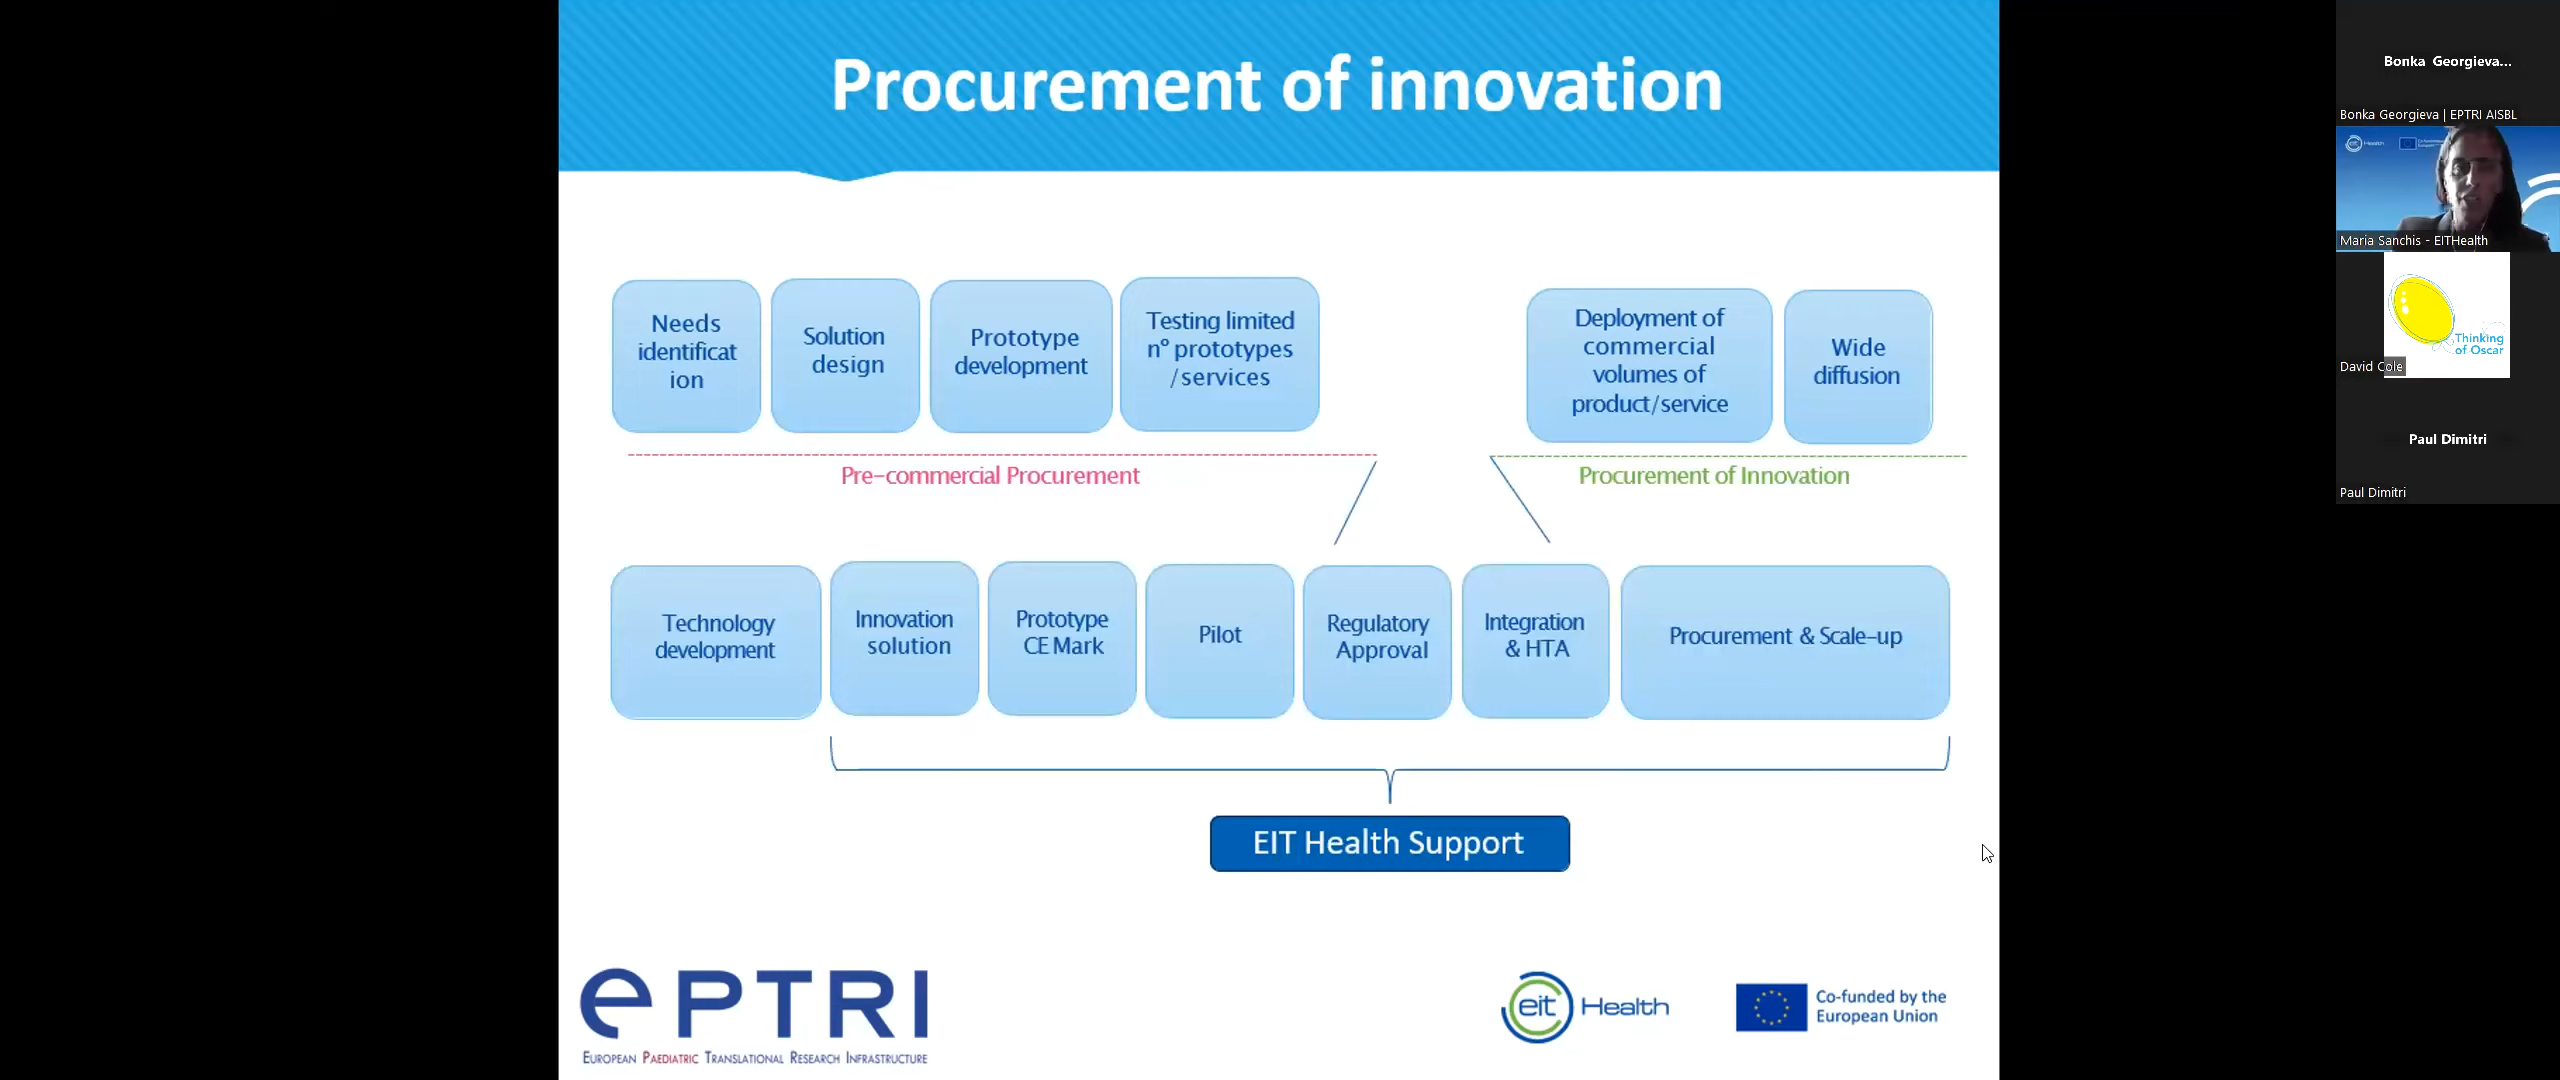 Procurement of innovation
Needs
identificat
ion
Solution
design
Prototype
development
Testing limited
nº prototypes
/services
Deployment of
commercial
volumes of
product/service
Wide
diffusion
Pre-commercial Procurement
Procurement of Innovation
Technology
development
Innovation
solution
Prototype
CE Mark
Pilot
Regulatory
Approval
Integration
& HTA
Procurement & Scale-up
EIT Health Support
ePTRI
European Paediatric Translational Research Infrastructure
eit Health
Co-funded by the
European Union
Bonka Georgieva...
Bonka Georgieva | EPTRI AISBL
eit Health
Maria Sanchis - EITHealth
Thinking
of Oscar
David Cole
Paul Dimitri
Paul Dimitri